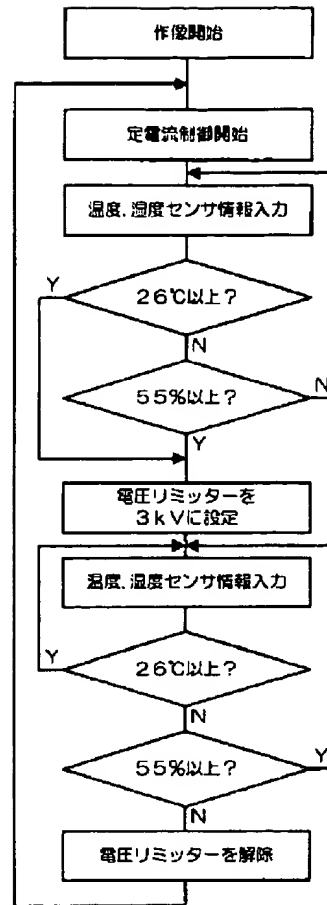 作像開始
定電流制御開始
温度、湿度センサ情報入力
Y
26℃以上?
N
55%以上?
N
Y
電圧リミッターを
3kVに設定
温度、湿度センサ情報入力
26℃以上?
Y
N
55%以上?
Y
N
電圧リミッターを解除